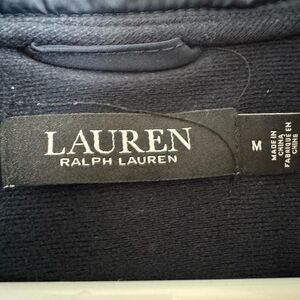 LAUREN
RALPH LAUREN
M
MADE IN
CHINA
FABRIQUÉ EN
CHINE